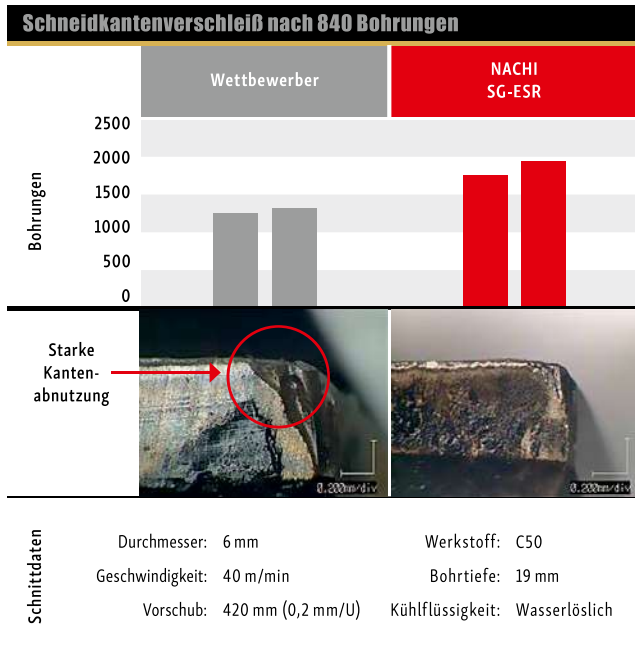 Schneidkantenverschleiß nach 840 Bohrungen
Wettbewerber
NACHI
SG-ESR
Bohrungen
2500
2000
1500
1000
500
0
Starke
Kanten-
abnutzung
0.200mm/div
0.200mm/div
Schnittdaten
Durchmesser: 6 mm
Werkstoff: C50
Geschwindigkeit: 40 m/min
Bohrtiefe: 19 mm
Vorschub: 420 mm (0,2 mm/U)
Kühlflüssigkeit: Wasserlöslich